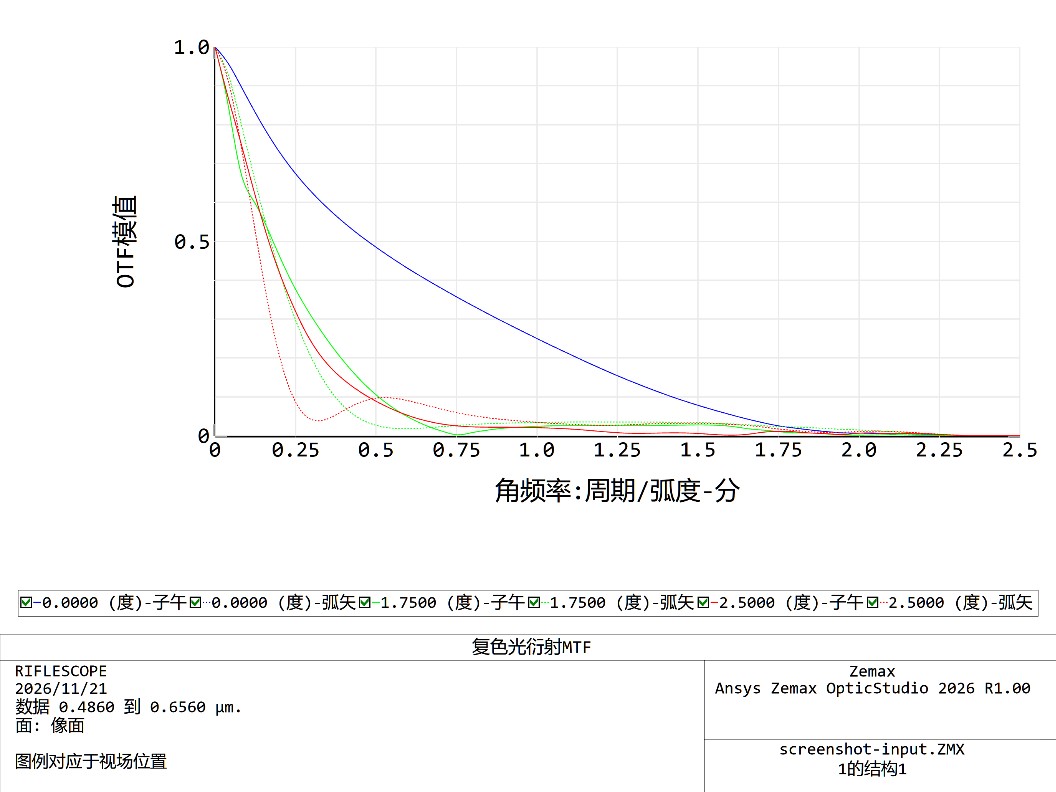 1.0
0.5
0
OTF模值
0 0.25 0.5 0.75 1.0 1.25 1.5 1.75 2.0 2.25 2.5
角频率:周期/弧度-分
0.0000 (度)-子午 0.0000 (度)-弧矢 1.7500 (度)-子午 1.7500 (度)-弧矢 2.5000 (度)-子午 2.5000 (度)-弧矢
复色光衍射MTF
RIFLESCOPE
2026/11/21
数据 0.4860 到 0.6560 μm.
面: 像面
图例对应于视场位置
Zemax
Ansys Zemax OpticStudio 2026 R1.00
screenshot-input.ZMX
1的结构1